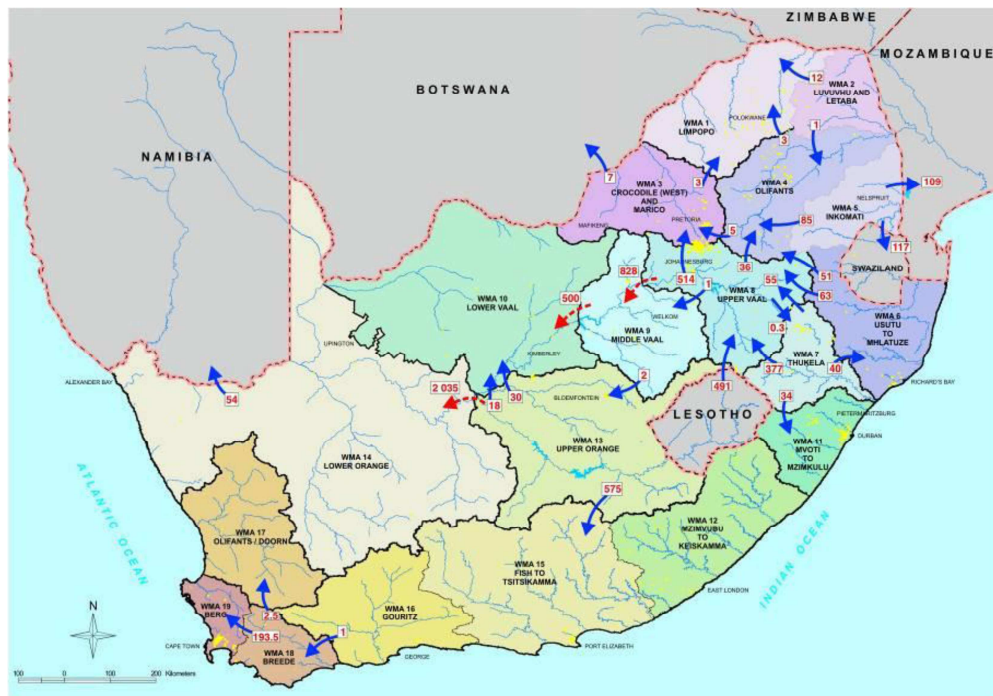 ZIMBABWE
MOZAMBIQUE
BOTSWANA
NAMIBIA
12
WMA 2
LUVUVHU AND
LETABA
WMA 1
LIMPOPO
POLOKWANE
3
1
7
3
WMA 3
CROCODILE (WEST)
AND
MARICO
WMA 4
OLIFANTS
109
NELSPRUIT
WMA 5
INKOMATI
PRETORIA
MAFIKENG
5
85
117
SWAZILAND
JOHANNESBURG
36
828
514
1
55
51
63
WMA 8
UPPER VAAL
WMA 10
LOWER VAAL
500
WELKOM
WMA 9
MIDDLE VAAL
0.3
WMA 6
USUTU
TO
MHLATUZE
UPINGTON
KIMBERLEY
WMA 7
THUKELA
377
40
ALEXANDER BAY
54
2 035
18
30
2
BLOEMFONTEIN
491
RICHARD'S BAY
34
LESOTHO
PIETERMARITZBURG
DURBAN
WMA 13
UPPER ORANGE
WMA 11
MVOTI
TO
MZIMKULU
WMA 14
LOWER ORANGE
ATLANTIC OCEAN
575
WMA 12
MZIMVUBU
TO
KEISKAMMA
INDIAN OCEAN
WMA 17
OLIFANTS / DOORN
WMA 15
FISH TO
TSITSIKAMMA
EAST LONDON
N
WMA 19
BERG
2.5
WMA 16
GOURITZ
193.5
1
CAPE TOWN
WMA 18
BREEDE
GEORGE
PORT ELIZABETH
100 0 100 200 Kilometers